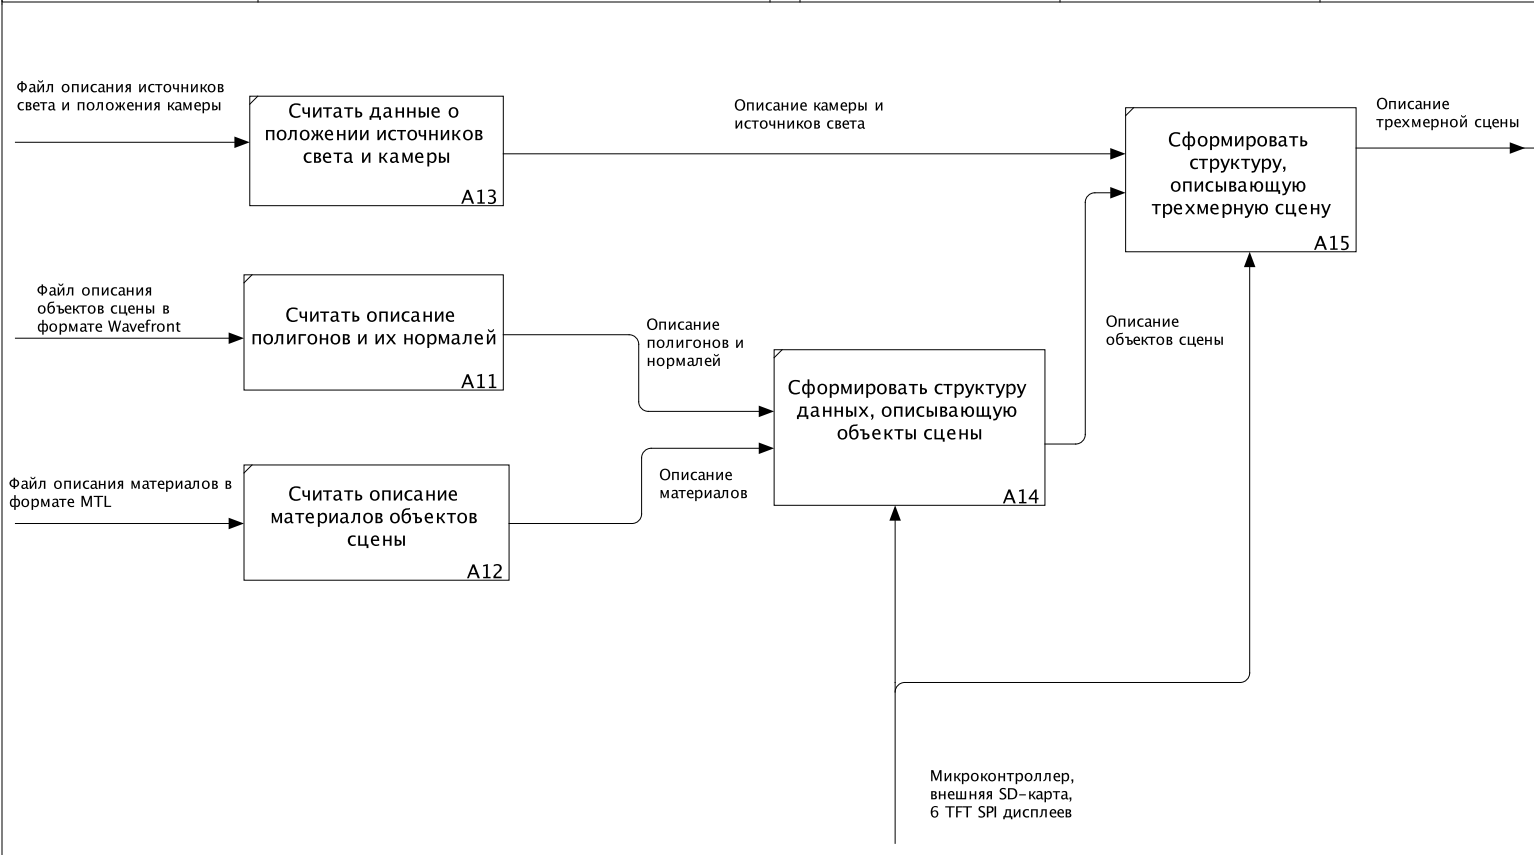 Файл описания источников
света и положения камеры
Считать данные о
положении источников
света и камеры
A13
Описание камеры и
источников света
Сформировать
структуру,
описывающую
трехмерную сцену
A15
Описание
трехмерной сцены
Файл описания
объектов сцены в
формате Wavefront
Считать описание
полигонов и их нормалей
A11
Описание
полигонов и
нормалей
Описание
объектов сцены
Сформировать структуру
данных, описывающую
объекты сцены
A14
Файл описания материалов в
формате MTL
Считать описание
материалов объектов
сцены
A12
Описание
материалов
Микроконтроллер,
внешняя SD-карта,
6 TFT SPI дисплеев